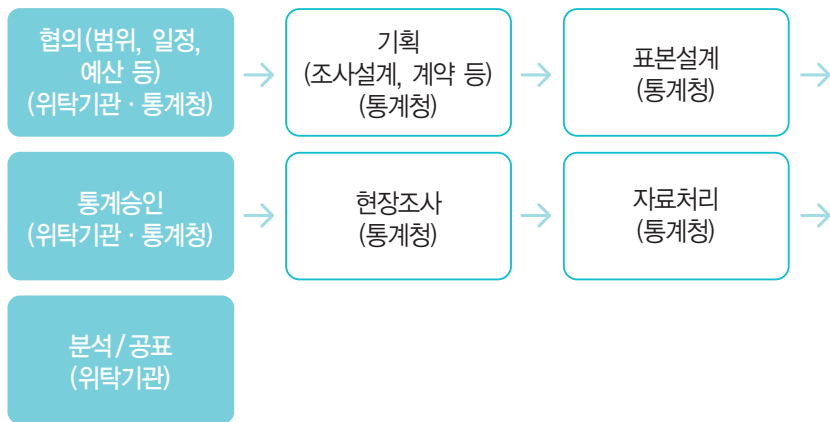 협의(범위, 일정,
예산 등)
(위탁기관·통계청)
기획
(조사설계, 계약 등)
(통계청)
표본설계
(통계청)
통계승인
(위탁기관·통계청)
현장조사
(통계청)
자료처리
(통계청)
분석/공표
(위탁기관)